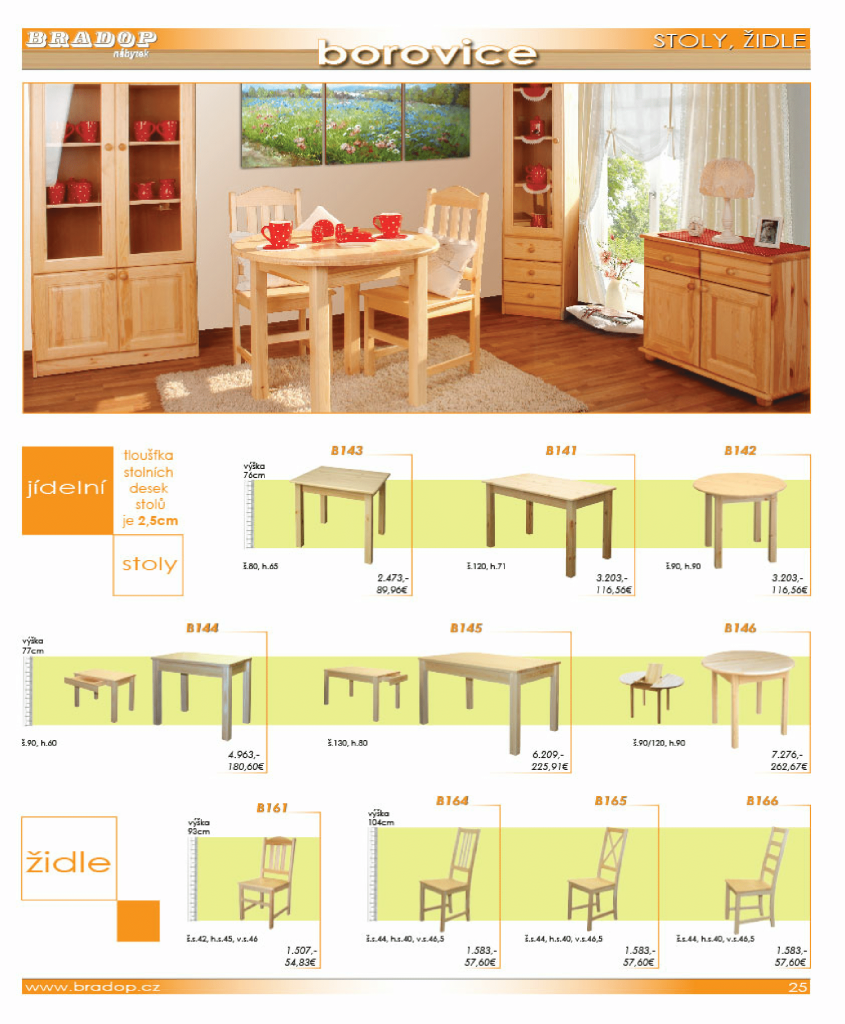 BRADOP
nábytek
borovice
STOLY, ŽIDLE
jídelní
stoly
tloušťka
stolních
desek
stolů
je 2,5cm
výška
76cm
B143
š.80, h.65
2.473,-
89,96€
B141
š.120, h.71
3.203,-
116,56€
B142
š.90, h.90
3.203,-
116,56€
výška
77cm
B144
š.90, h.60
4.963,-
180,60€
B145
š.130, h.80
6.209,-
225,91€
B146
š.90/120, h.90
7.276,-
262,67€
židle
výška
93cm
B161
š.s.42, h.s.45, v.s.46
1.507,-
54,83€
výška
104cm
B164
š.s.44, h.s.40, v.s.46,5
1.583,-
57,60€
B165
š.s.44, h.s.40, v.s.46,5
1.583,-
57,60€
B166
š.s.44, h.s.40, v.s.46,5
1.583,-
57,60€
www.bradop.cz
25